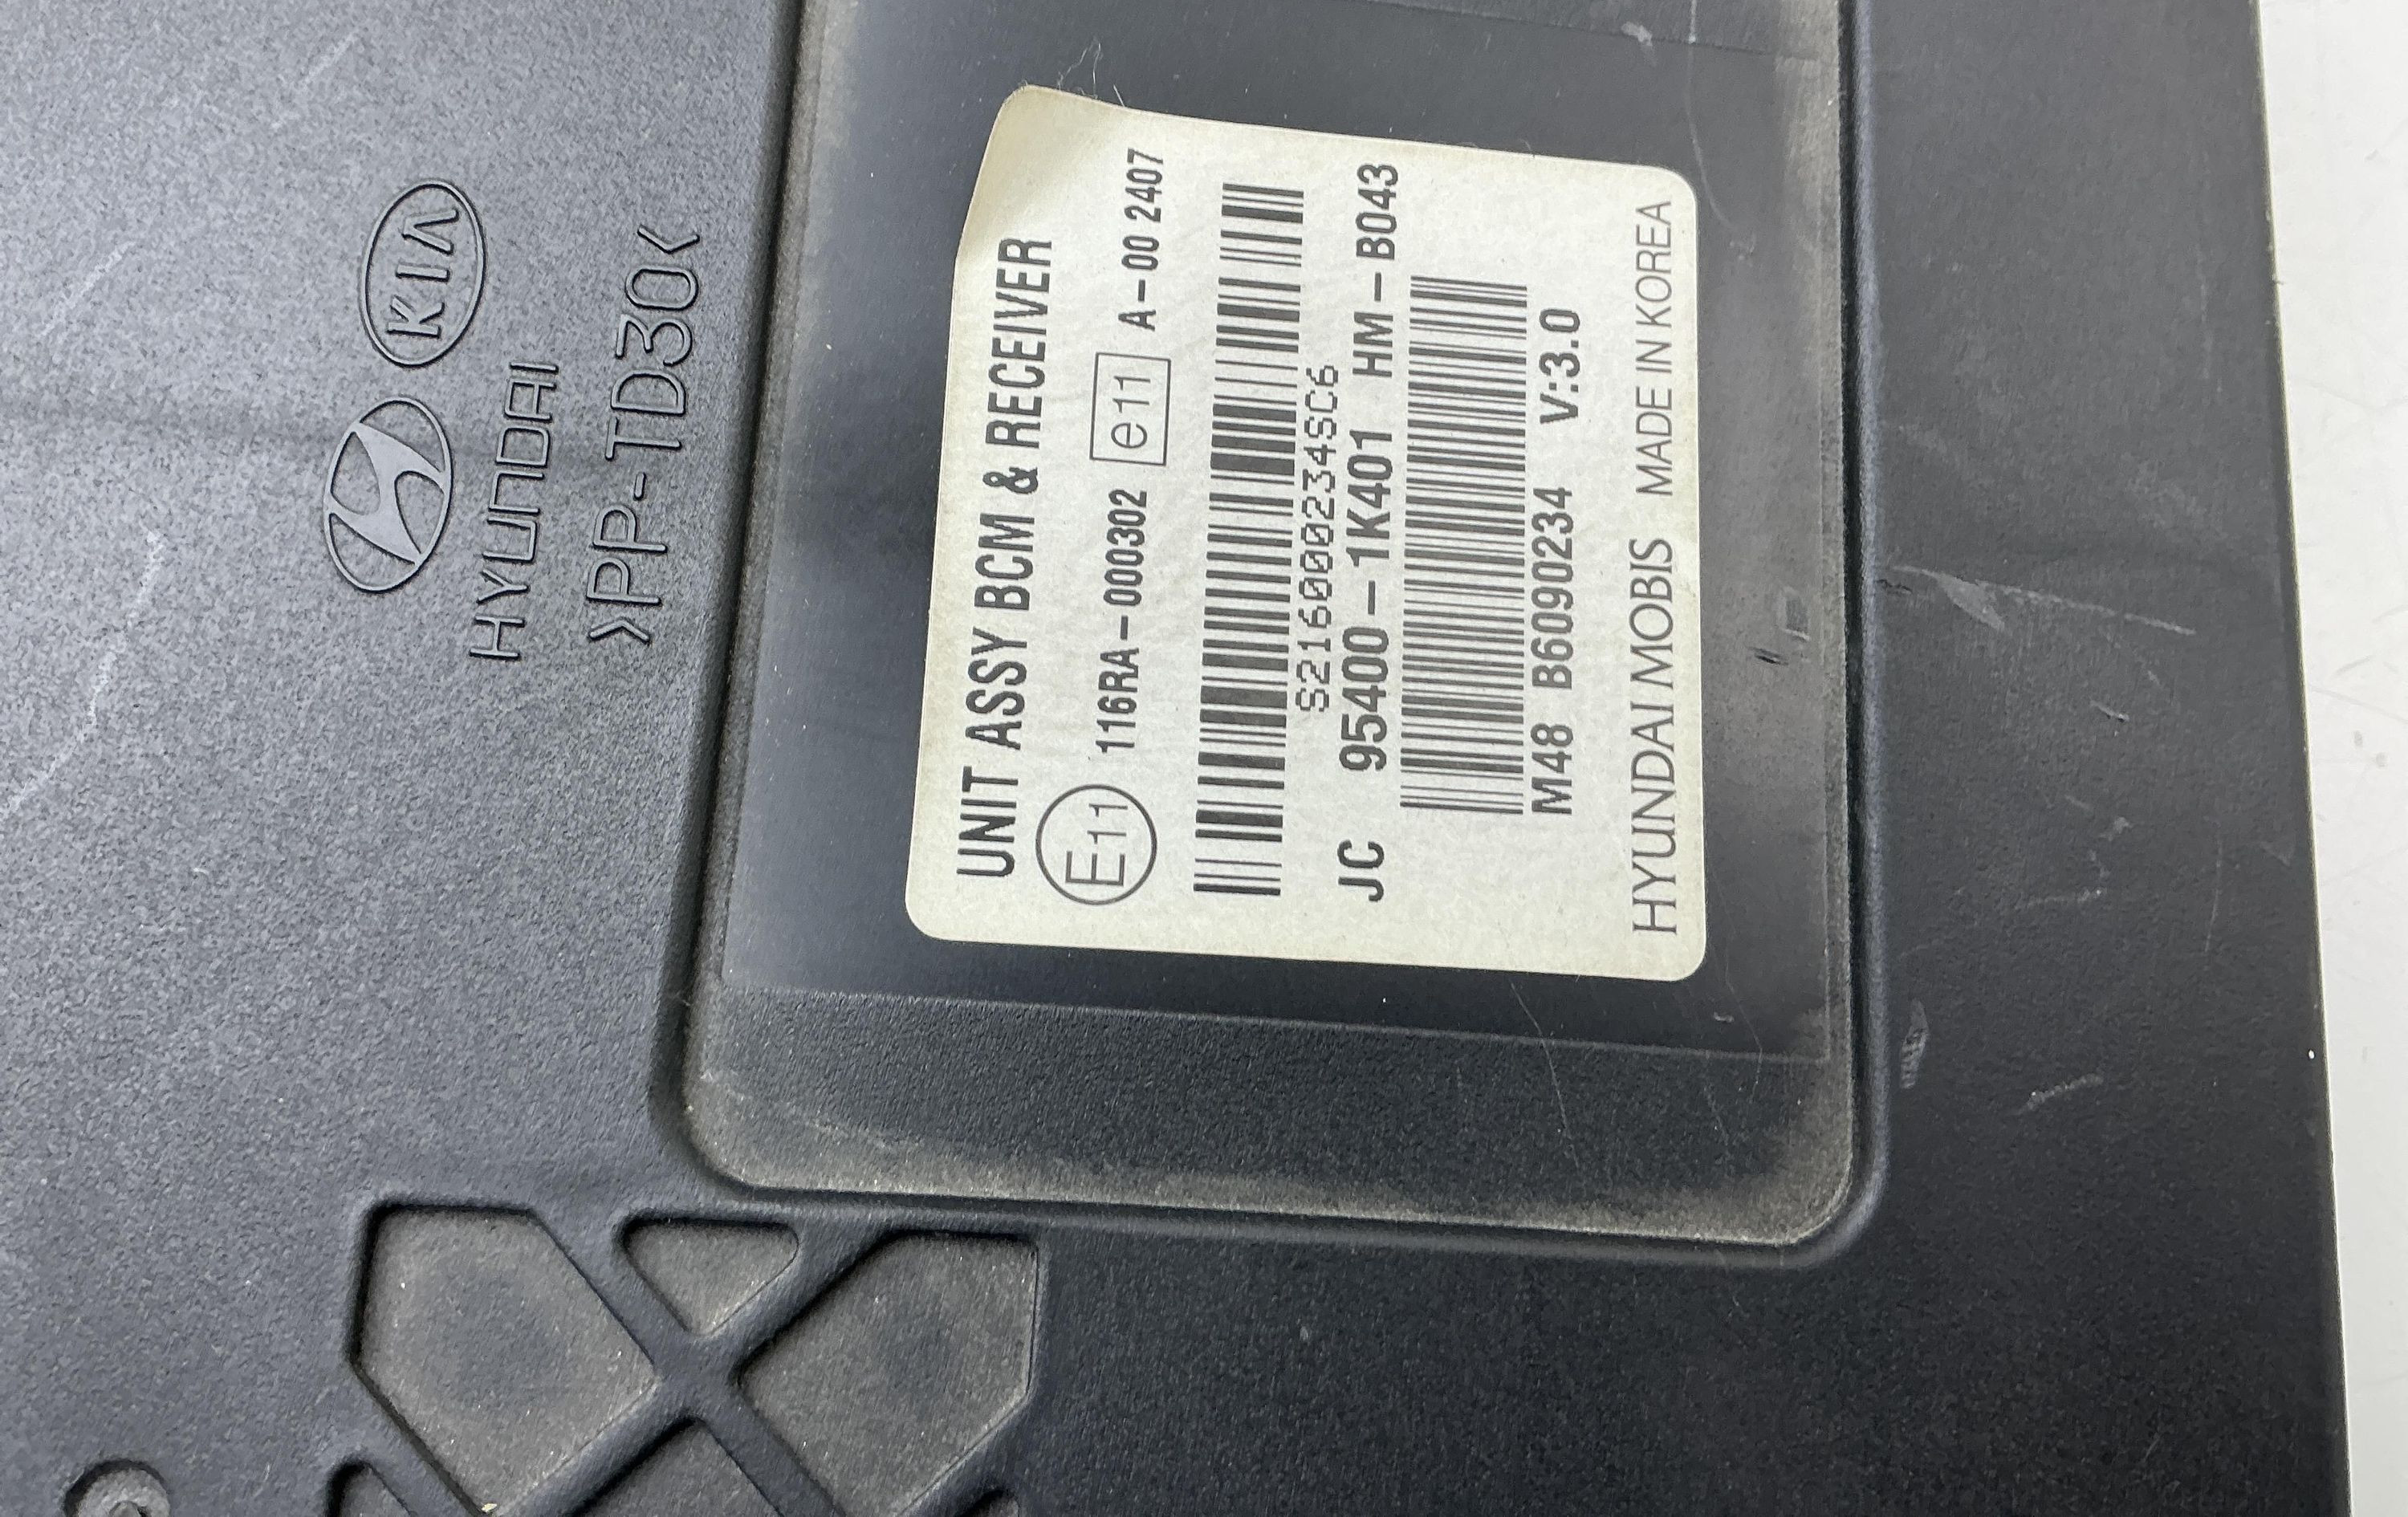 KIA
HYUNDAI
>PP-TD30<
UNIT ASSY BCM & RECEIVER
E11 116RA-000302 e11 A-00 2407
S216000234SC6
JC 95400-1K401 HM-B043
M48 B6090234 V:3.0
HYUNDAI MOBIS MADE IN KOREA